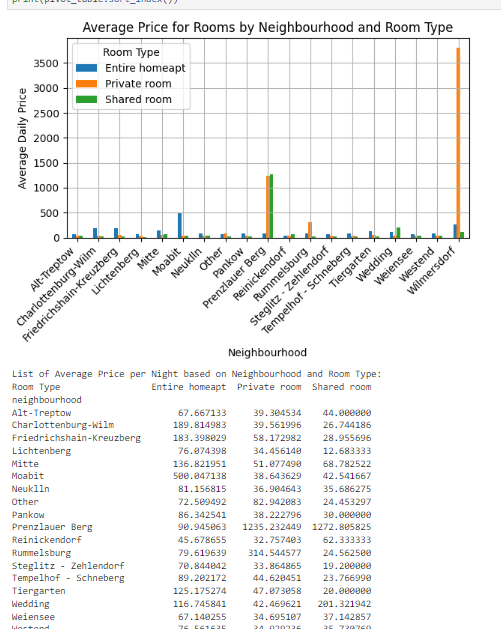 print(pivot_table.sort_index())
Average Price for Rooms by Neighbourhood and Room Type
Room Type
Entire homeapt
Private room
Shared room
Average Daily Price
3500
3000
2500
2000
1500
1000
500
0
Alt-Treptow
Charlottenburg-Wilm
Friedrichshain-Kreuzberg
Lichtenberg
Mitte
Moabit
Neuklln
Other
Pankow
Prenzlauer Berg
Reinickendorf
Rummelsburg
Steglitz - Zehlendorf
Tempelhof - Schneberg
Tiergarten
Wedding
Weiensee
Westend
Wilmersdorf
Neighbourhood
List of Average Price per Night based on Neighbourhood and Room Type:
Room Type Entire homeapt Private room Shared room
neighbourhood
Alt-Treptow 67.667133 39.304534 44.000000
Charlottenburg-Wilm 189.814983 39.561996 26.744186
Friedrichshain-Kreuzberg 183.398029 58.172982 28.955696
Lichtenberg 76.074398 34.456140 12.683333
Mitte 136.821951 51.077490 68.782522
Moabit 500.047138 38.643629 42.541667
Neuklln 81.156815 36.904643 35.686275
Other 72.509492 82.942083 24.453297
Pankow 86.342541 38.222796 30.000000
Prenzlauer Berg 90.945063 1235.232449 1272.805825
Reinickendorf 45.678655 32.757403 62.333333
Rummelsburg 79.619639 314.544577 24.562500
Steglitz - Zehlendorf 70.844042 33.864865 19.200000
Tempelhof - Schneberg 89.202172 44.620451 23.766990
Tiergarten 125.175274 47.073058 20.000000
Wedding 116.745841 42.469621 201.321942
Weiensee 67.140255 34.695107 37.142857
Westend 76.561635 34.929236 35.730769